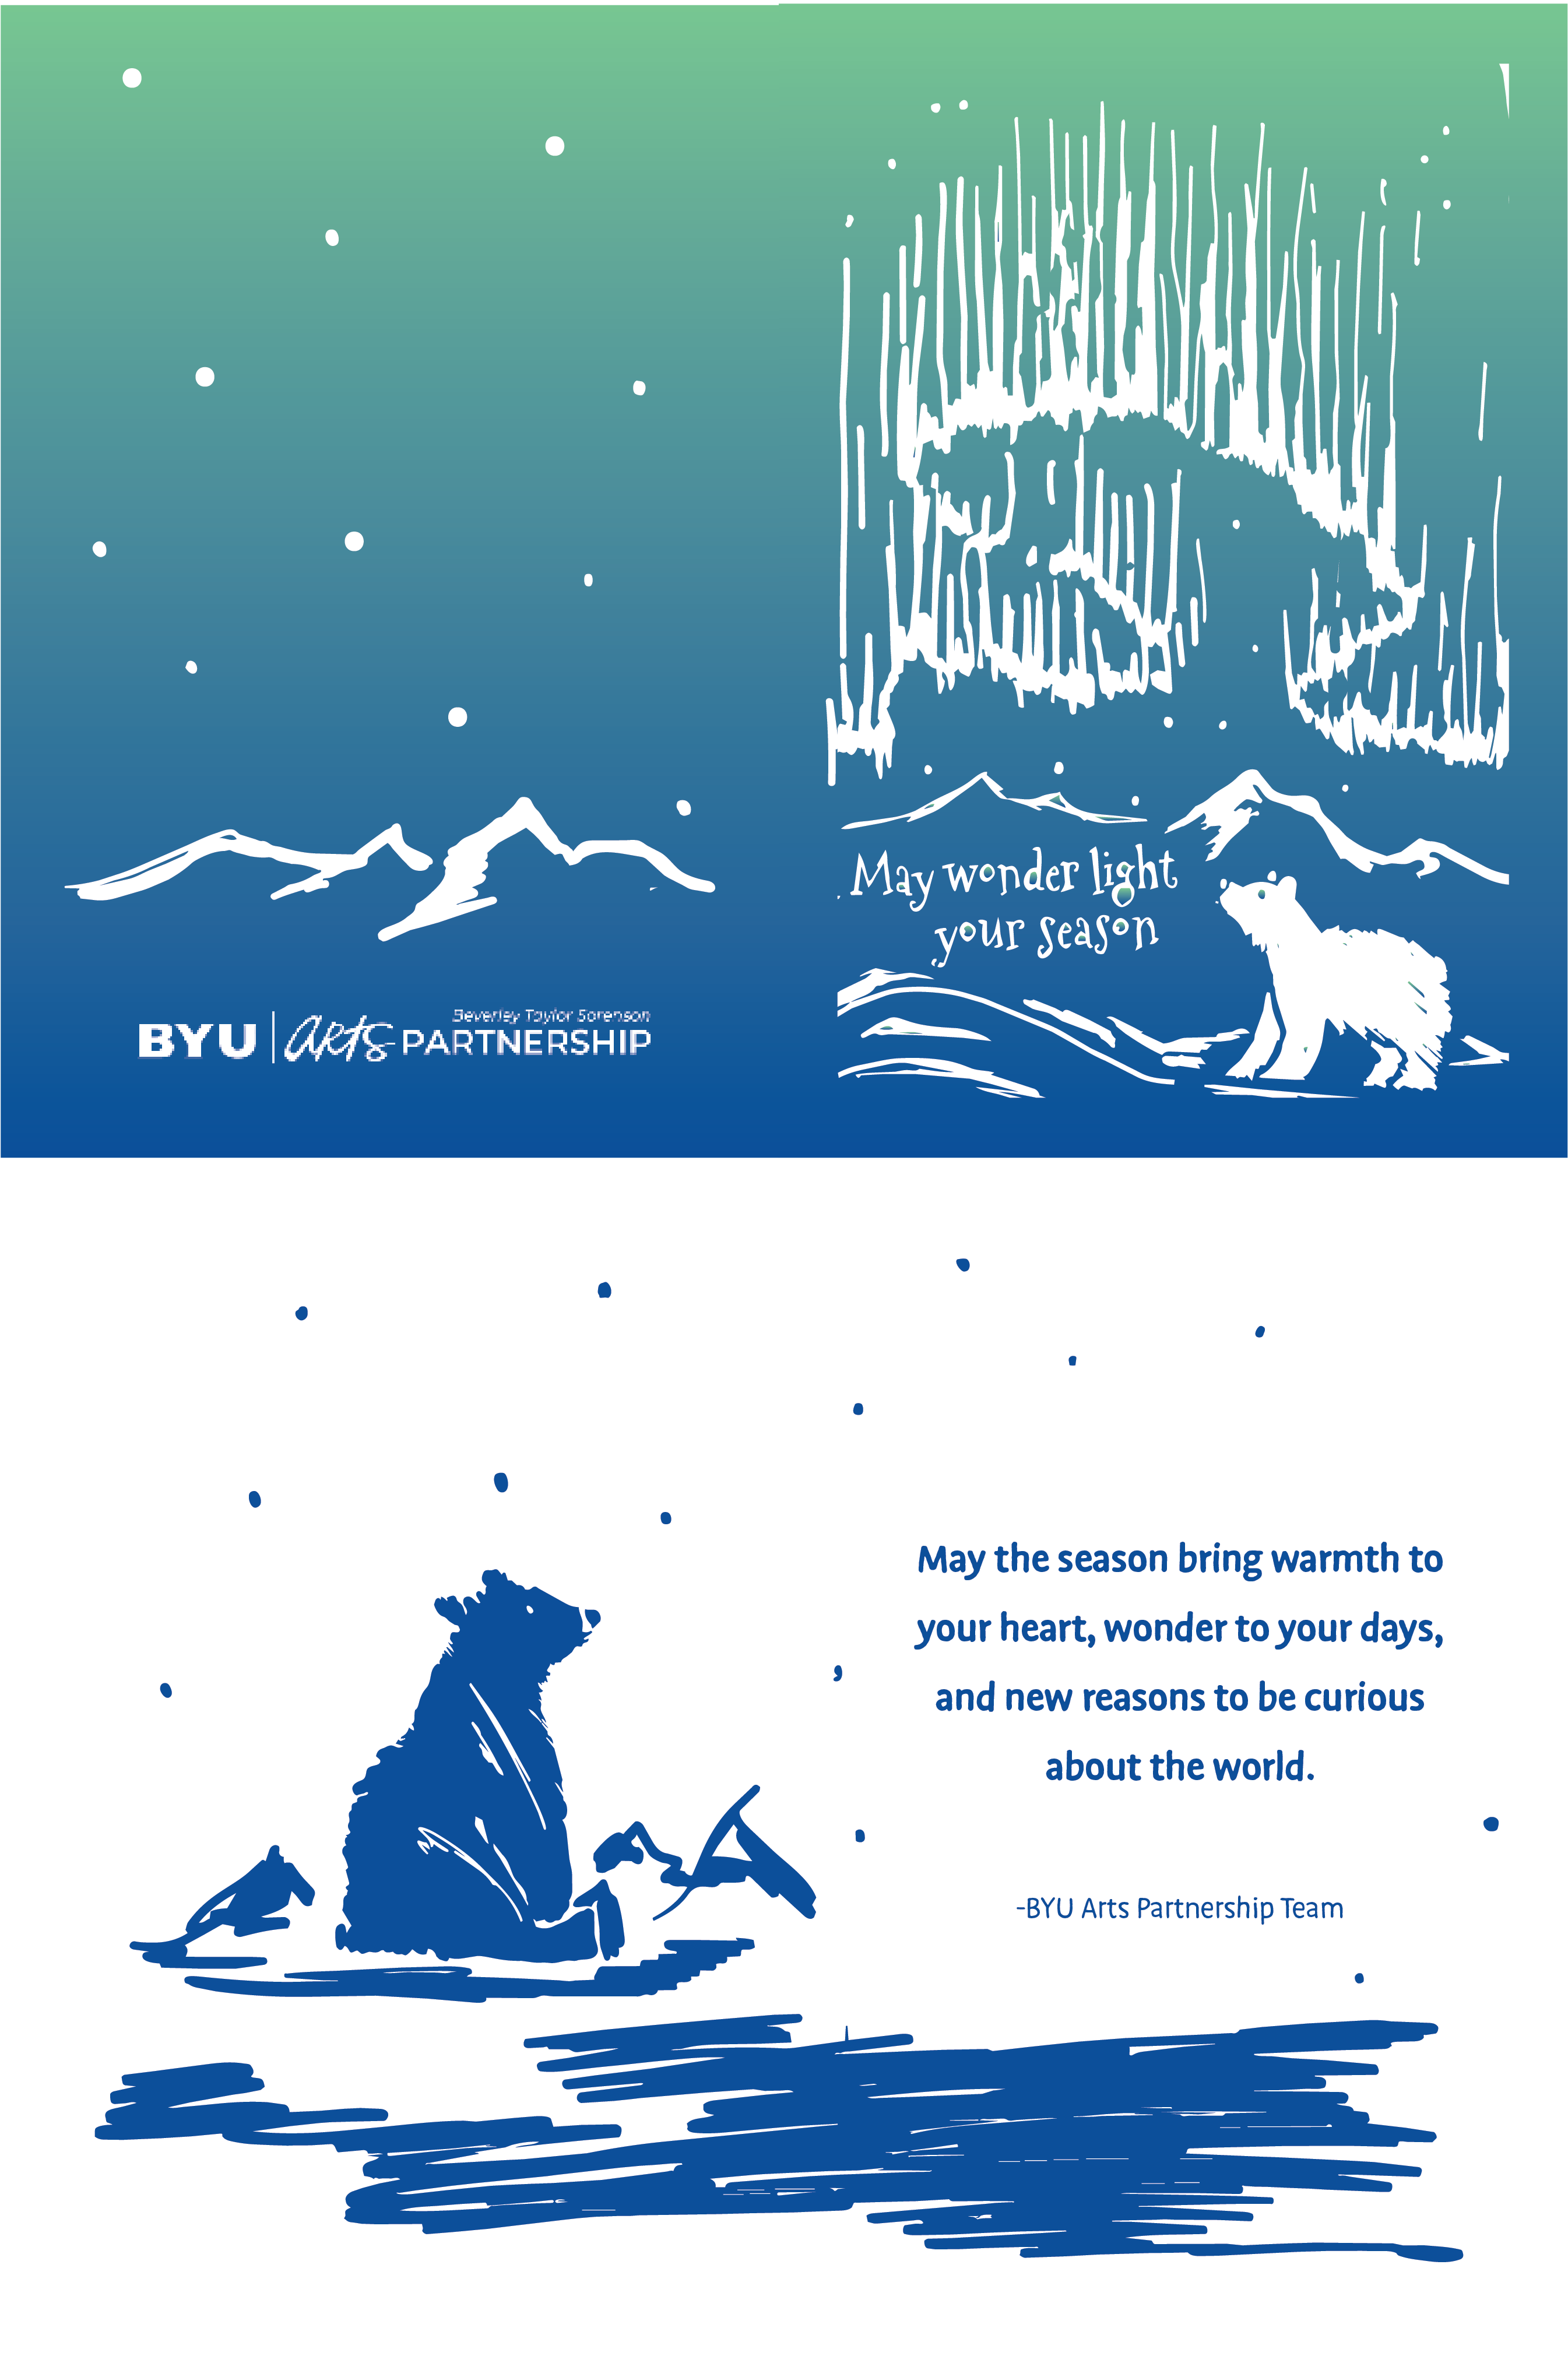 May wonder light
your season
BYU | Arts PARTNERSHIP
Beverley Taylor Sorenson
May the season bring warmth to
your heart, wonder to your days,
and new reasons to be curious
about the world.
-BYU Arts Partnership Team